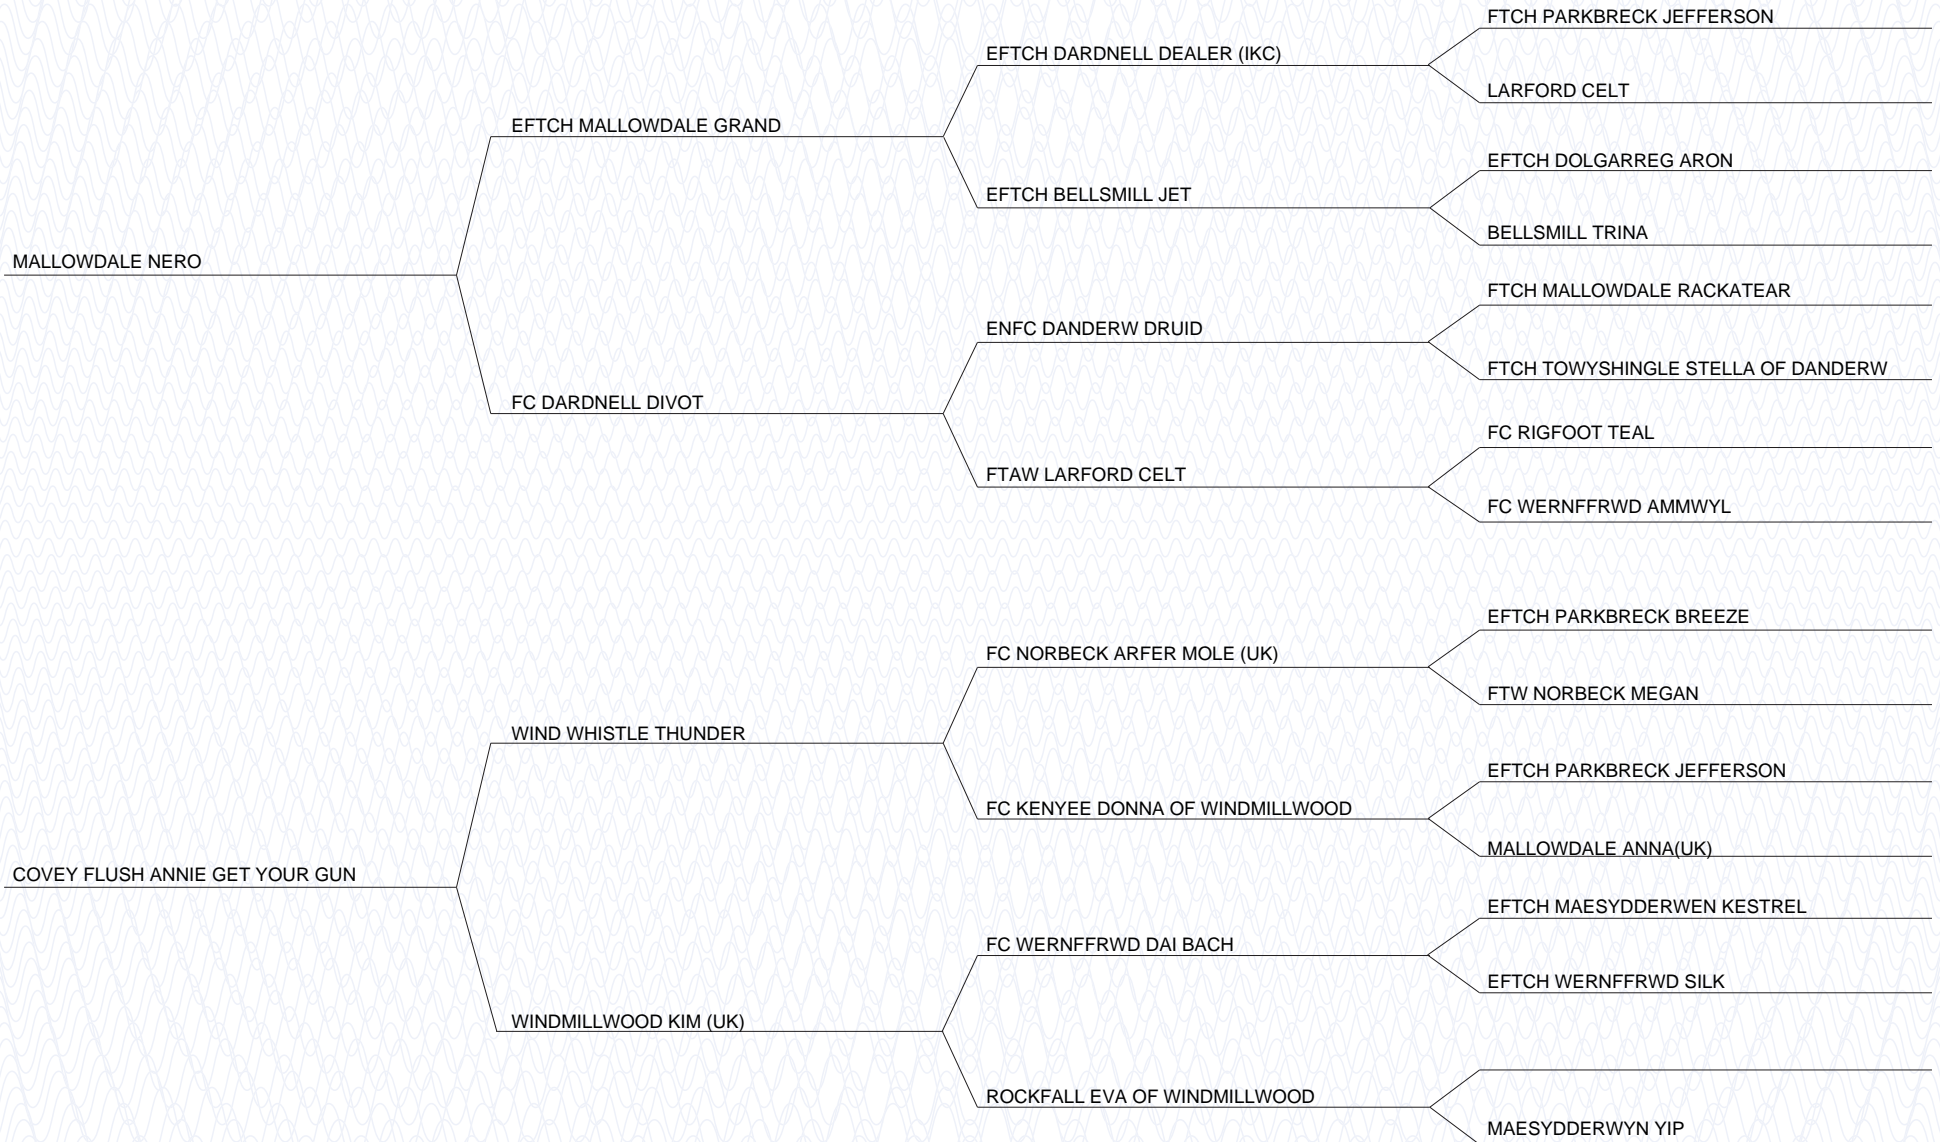 FTCH PARKBRECK JEFFERSON
EFTCH DARDNELL DEALER (IKC)
LARFORD CELT
EFTCH MALLOWDALE GRAND
EFTCH DOLGARREG ARON
EFTCH BELLSMILL JET
BELLSMILL TRINA
MALLOWDALE NERO
FTCH MALLOWDALE RACKATEAR
ENFC DANDERW DRUID
FTCH TOWYSHINGLE STELLA OF DANDERW
FC DARDNELL DIVOT
FC RIGFOOT TEAL
FTAW LARFORD CELT
FC WERNFFRWD AMMWYL
EFTCH PARKBRECK BREEZE
FC NORBECK ARFER MOLE (UK)
FTW NORBECK MEGAN
WIND WHISTLE THUNDER
EFTCH PARKBRECK JEFFERSON
FC KENYEE DONNA OF WINDMILLWOOD
MALLOWDALE ANNA(UK)
COVEY FLUSH ANNIE GET YOUR GUN
EFTCH MAESYDDERWEN KESTREL
FC WERNFFRWD DAI BACH
EFTCH WERNFFRWD SILK
WINDMILLWOOD KIM (UK)
ROCKFALL EVA OF WINDMILLWOOD
MAESYDDERWYN YIP